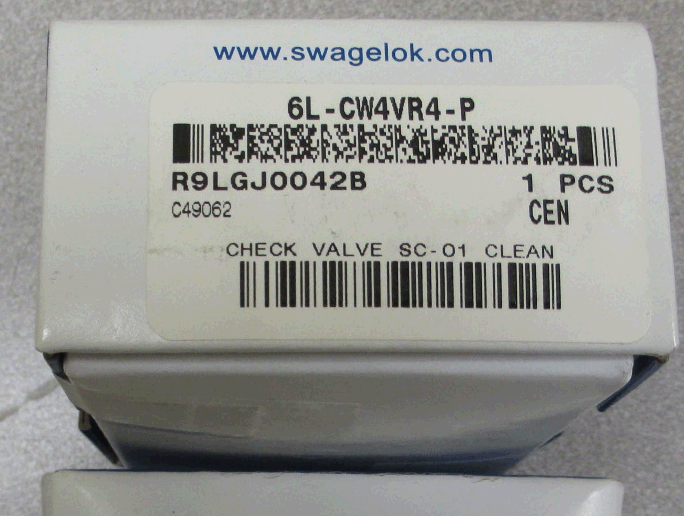 www.swagelok.com
6L-CW4VR4-P
R9LGJ0042B 1 PCS
C49062 CEN
CHECK VALVE SC-01 CLEAN